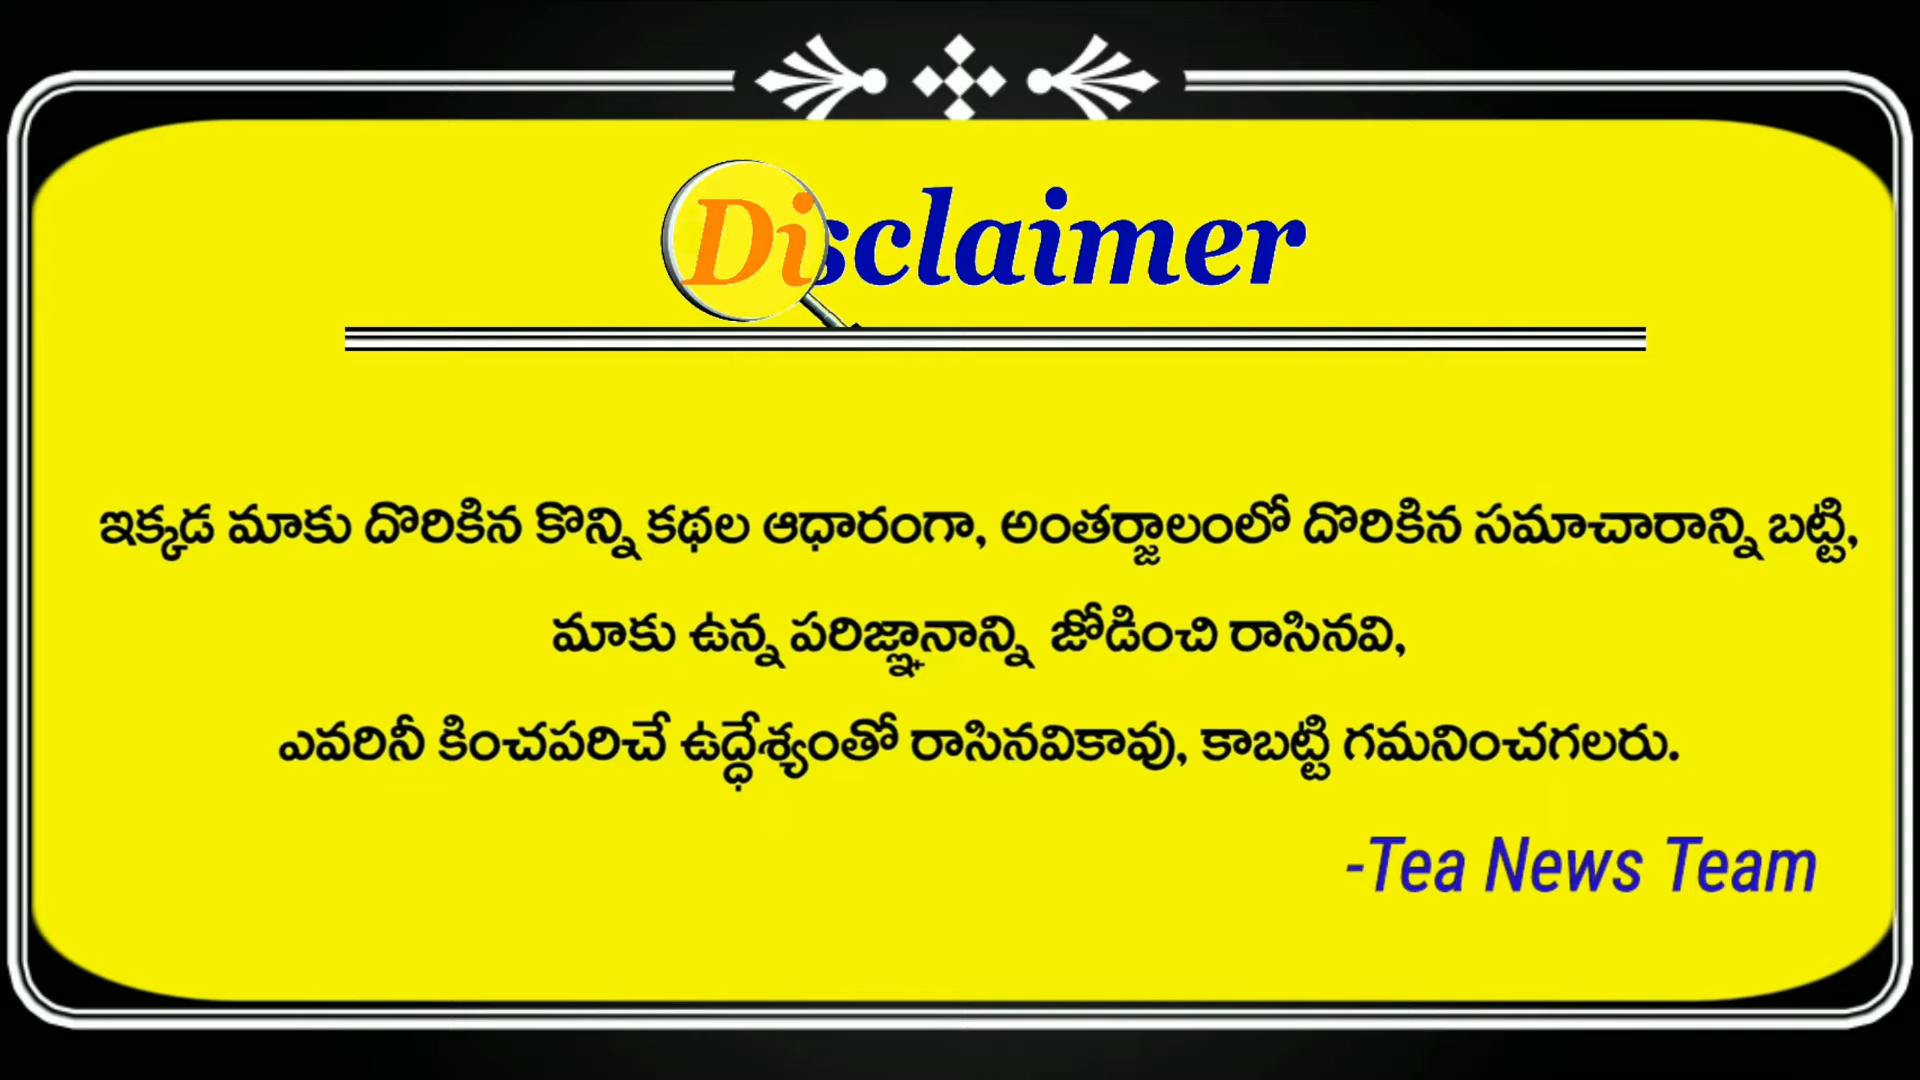 Disclaimer
ఇక్కడ మాకు దొరికిన కొన్ని కథల ఆధారంగా, అంతర్జాలంలో దొరికిన సమాచారాన్ని బట్టి,
మాకు ఉన్న పరిజ్ఞానాన్ని జోడించి రాసినవి,
ఎవరినీ కించపరిచే ఉద్ధేశ్యంతో రాసినవికావు, కాబట్టి గమనించగలరు.
-Tea News Team